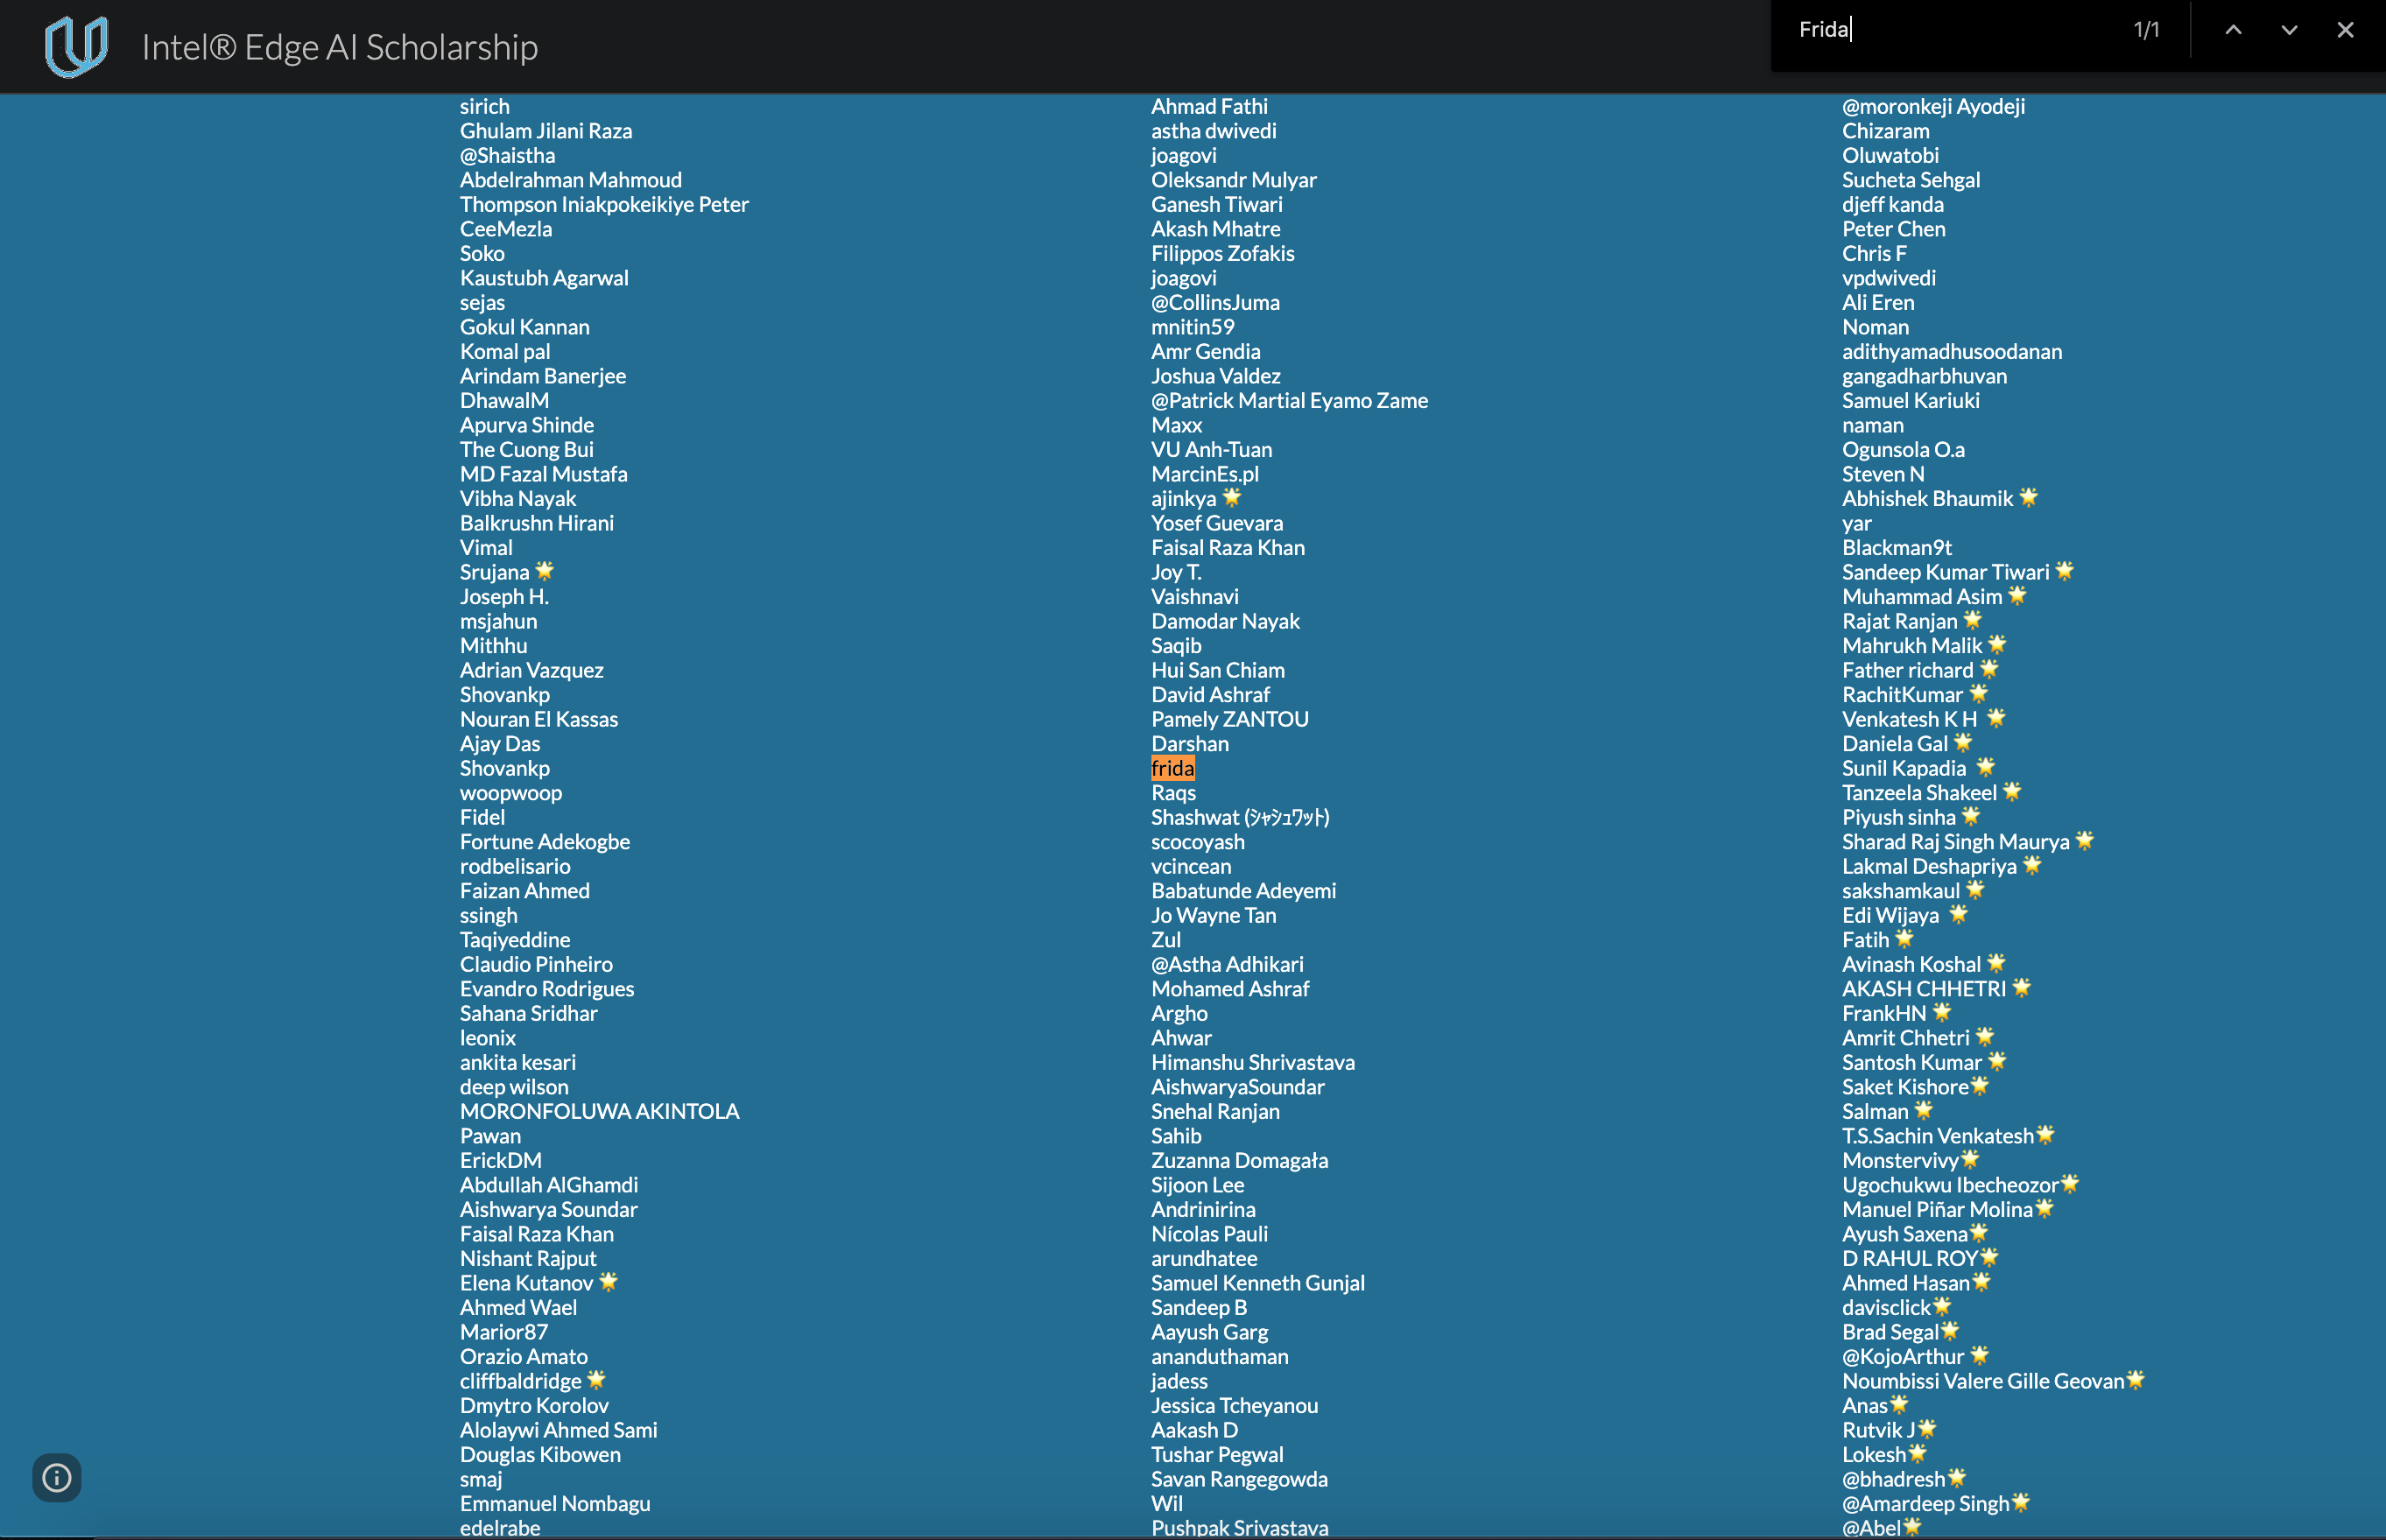 Intel® Edge AI Scholarship
Frida
1/1
sirich
Ghulam Jilani Raza
@Shaistha
Abdelrahman Mahmoud
Thompson Iniakpokeikiye Peter
CeeMezla
Soko
Kaustubh Agarwal
sejas
Gokul Kannan
Komal pal
Arindam Banerjee
DhawalM
Apurva Shinde
The Cuong Bui
MD Fazal Mustafa
Vibha Nayak
Balkrushn Hirani
Vimal
Srujana 🌟
Joseph H.
msjahun
Mithhu
Adrian Vazquez
Shovankp
Nouran El Kassas
Ajay Das
Shovankp
woopwoop
Fidel
Fortune Adekogbe
rodbelisario
Faizan Ahmed
ssingh
Taqiyeddine
Claudio Pinheiro
Evandro Rodrigues
Sahana Sridhar
leonix
ankita kesari
deep wilson
MORONFOLUWA AKINTOLA
Pawan
ErickDM
Abdullah AlGhamdi
Aishwarya Soundar
Faisal Raza Khan
Nishant Rajput
Elena Kutanov 🌟
Ahmed Wael
Marior87
Orazio Amato
cliffbaldridge 🌟
Dmytro Korolov
Alolaywi Ahmed Sami
Douglas Kibowen
smaj
Emmanuel Nombagu
edelrabe
Ahmad Fathi
astha dwivedi
joagovi
Oleksandr Mulyar
Ganesh Tiwari
Akash Mhatre
Filippos Zofakis
joagovi
@CollinsJuma
mnitin59
Amr Gendia
Joshua Valdez
@Patrick Martial Eyamo Zame
Maxx
VU Anh-Tuan
MarcinEs.pl
ajinkya 🌟
Yosef Guevara
Faisal Raza Khan
Joy T.
Vaishnavi
Damodar Nayak
Saqib
Hui San Chiam
David Ashraf
Pamely ZANTOU
Darshan
frida
Raqs
Shashwat (シャシュワット)
scocoyash
vcincean
Babatunde Adeyemi
Jo Wayne Tan
Zul
@Astha Adhikari
Mohamed Ashraf
Argho
Ahwar
Himanshu Shrivastava
AishwaryaSoundar
Snehal Ranjan
Sahib
Zuzanna Domagała
Sijoon Lee
Andrinirina
Nícolas Pauli
arundhatee
Samuel Kenneth Gunjal
Sandeep B
Aayush Garg
ananduthaman
jadess
Jessica Tcheyanou
Aakash D
Tushar Pegwal
Savan Rangegowda
Wil
Pushpak Srivastava
@moronkeji Ayodeji
Chizaram
Oluwatobi
Sucheta Sehgal
djeff kanda
Peter Chen
Chris F
vpdwivedi
Ali Eren
Noman
adithyamadhusoodanan
gangadharbhuvan
Samuel Kariuki
naman
Ogunsola O.a
Steven N
Abhishek Bhaumik 🌟
yar
Blackman9t
Sandeep Kumar Tiwari 🌟
Muhammad Asim 🌟
Rajat Ranjan 🌟
Mahrukh Malik 🌟
Father richard 🌟
RachitKumar 🌟
Venkatesh K H 🌟
Daniela Gal 🌟
Sunil Kapadia 🌟
Tanzeela Shakeel 🌟
Piyush sinha 🌟
Sharad Raj Singh Maurya 🌟
Lakmal Deshapriya 🌟
sakshamkaul 🌟
Edi Wijaya 🌟
Fatih 🌟
Avinash Koshal 🌟
AKASH CHHETRI 🌟
FrankHN 🌟
Amrit Chhetri 🌟
Santosh Kumar 🌟
Saket Kishore🌟
Salman 🌟
T.S.Sachin Venkatesh🌟
Monstervivy🌟
Ugochukwu Ibecheozor🌟
Manuel Piñar Molina🌟
Ayush Saxena🌟
D RAHUL ROY🌟
Ahmed Hasan🌟
davisclick🌟
Brad Segal🌟
@KojoArthur 🌟
Noumbissi Valere Gille Geovan🌟
Anas🌟
Rutvik J🌟
Lokesh🌟
@bhadresh🌟
@Amardeep Singh🌟
@Abel🌟